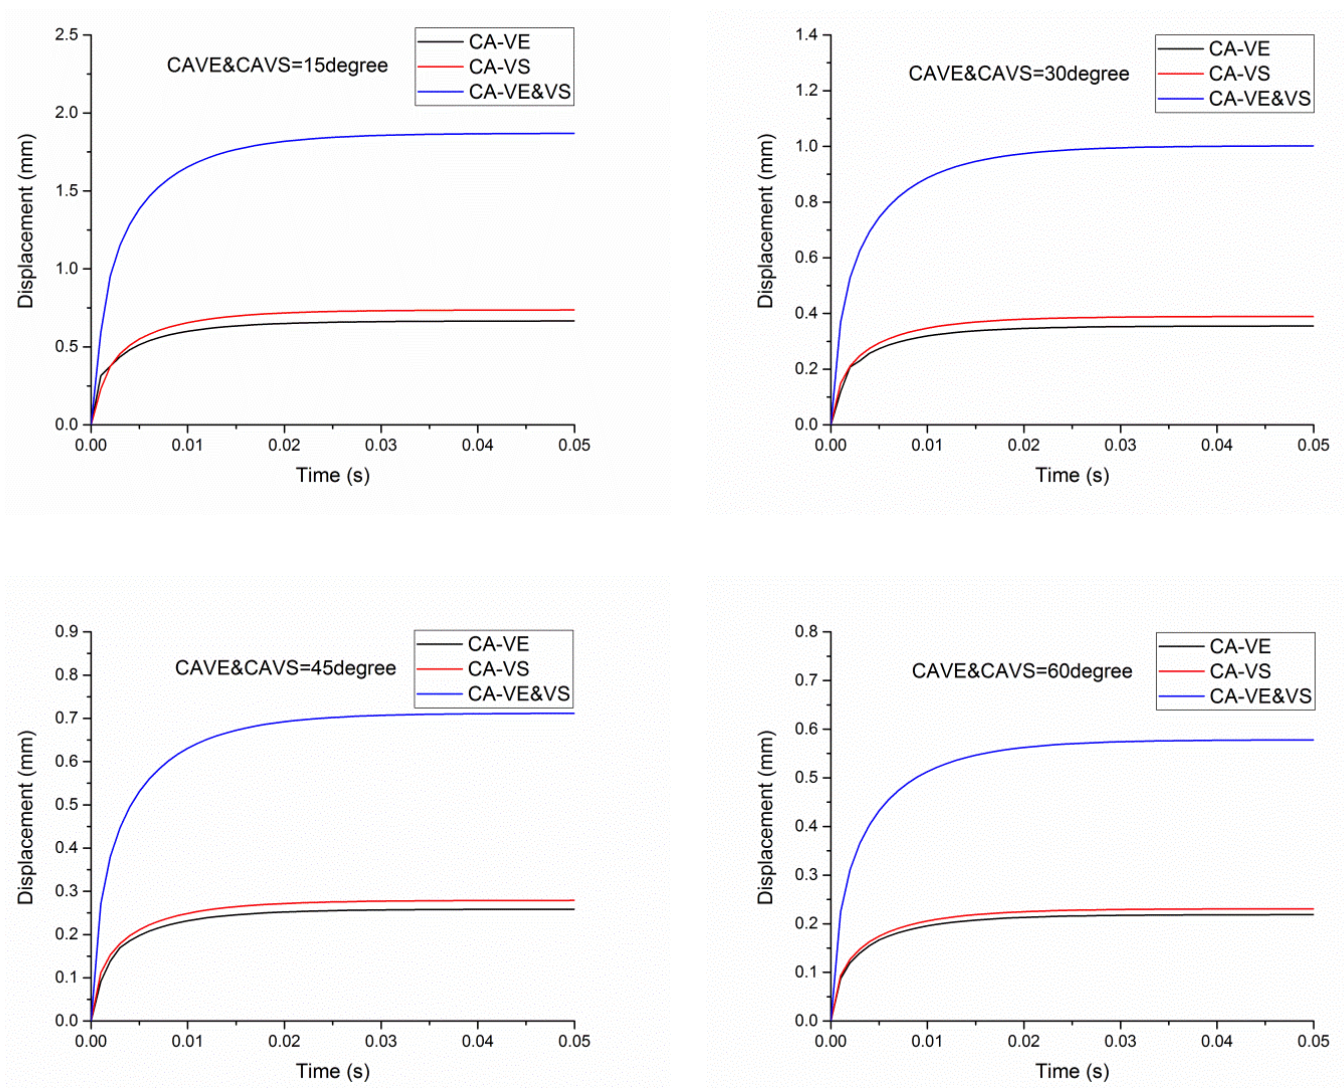 CAVE&CAVS=15degree
CA-VE
CA-VS
CA-VE&VS
Displacement (mm)
2.5
2.0
1.5
1.0
0.5
0.0
0.00 0.01 0.02 0.03 0.04 0.05
Time (s)
CAVE&CAVS=30degree
CA-VE
CA-VS
CA-VE&VS
Displacement (mm)
1.4
1.2
1.0
0.8
0.6
0.4
0.2
0.0
0.00 0.01 0.02 0.03 0.04 0.05
Time (s)
CAVE&CAVS=45degree
CA-VE
CA-VS
CA-VE&VS
Displacement (mm)
0.9
0.8
0.7
0.6
0.5
0.4
0.3
0.2
0.1
0.0
0.00 0.01 0.02 0.03 0.04 0.05
Time (s)
CAVE&CAVS=60degree
CA-VE
CA-VS
CA-VE&VS
Displacement (mm)
0.8
0.7
0.6
0.5
0.4
0.3
0.2
0.1
0.0
0.00 0.01 0.02 0.03 0.04 0.05
Time (s)